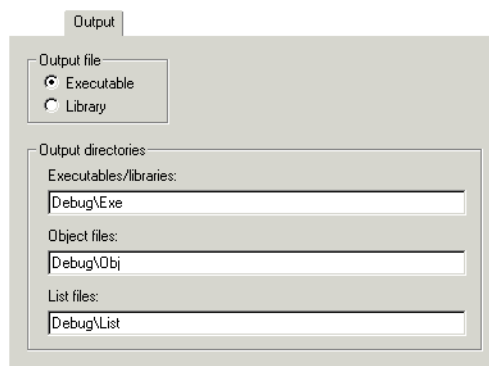 Output
Output file
Executable
Library
Output directories
Executables/libraries:
Debug\Exe
Object files:
Debug\Obj
List files:
Debug\List